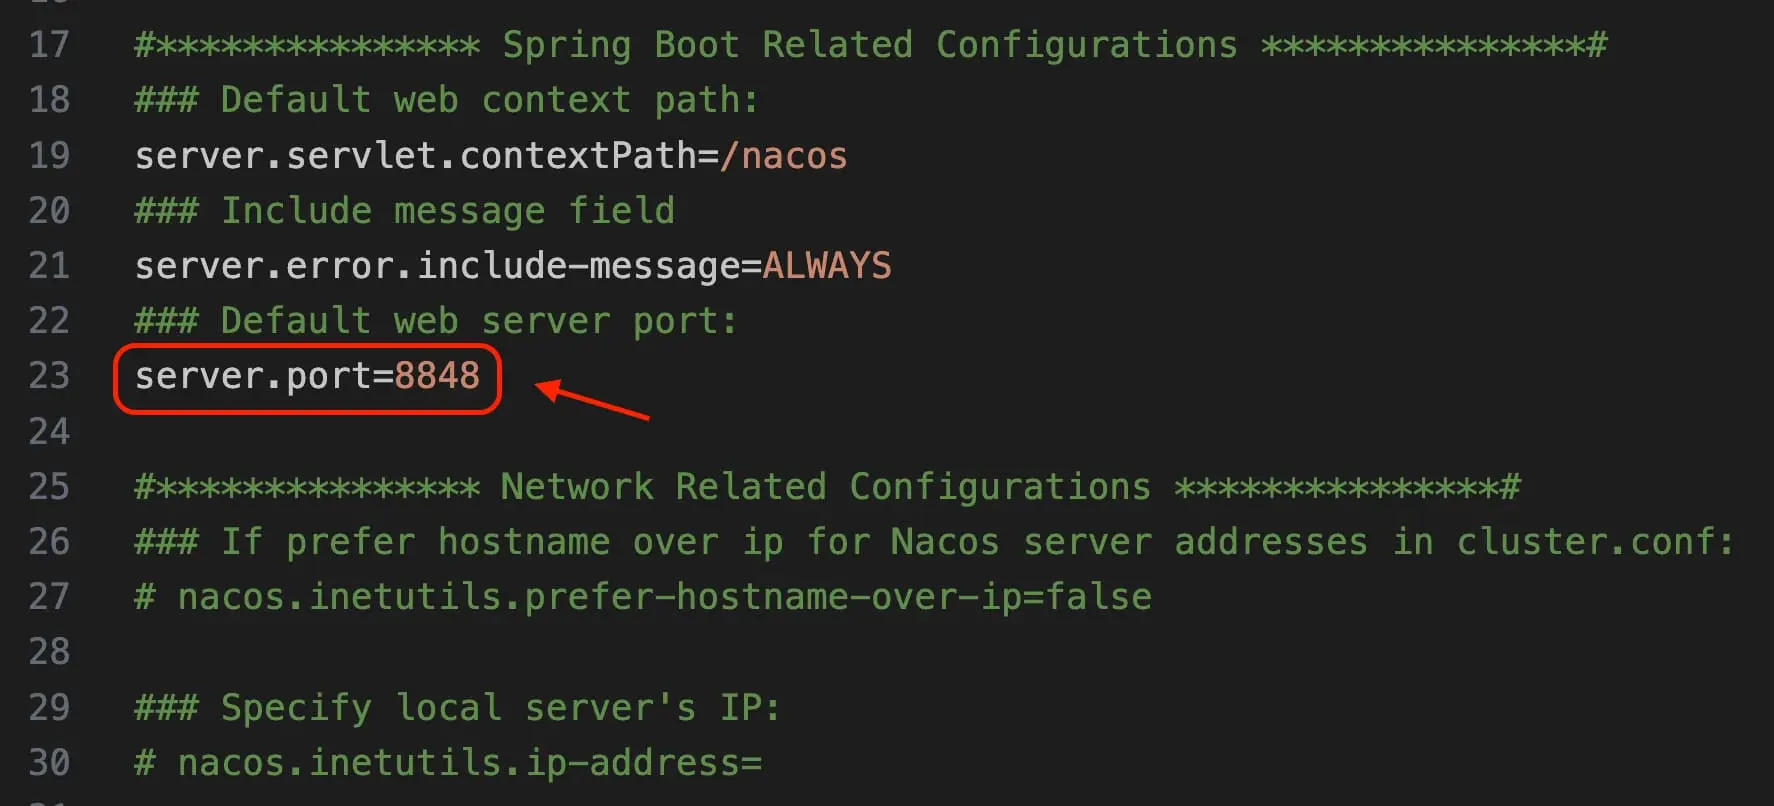 17 #*************** Spring Boot Related Configurations ***************#
18 ### Default web context path:
19 server.servlet.contextPath=/nacos
20 ### Include message field
21 server.error.include-message=ALWAYS
22 ### Default web server port:
23 server.port=8848
24
25 #*************** Network Related Configurations ***************#
26 ### If prefer hostname over ip for Nacos server addresses in cluster.conf:
27 # nacos.inetutils.prefer-hostname-over-ip=false
28
29 ### Specify local server's IP:
30 # nacos.inetutils.ip-address=